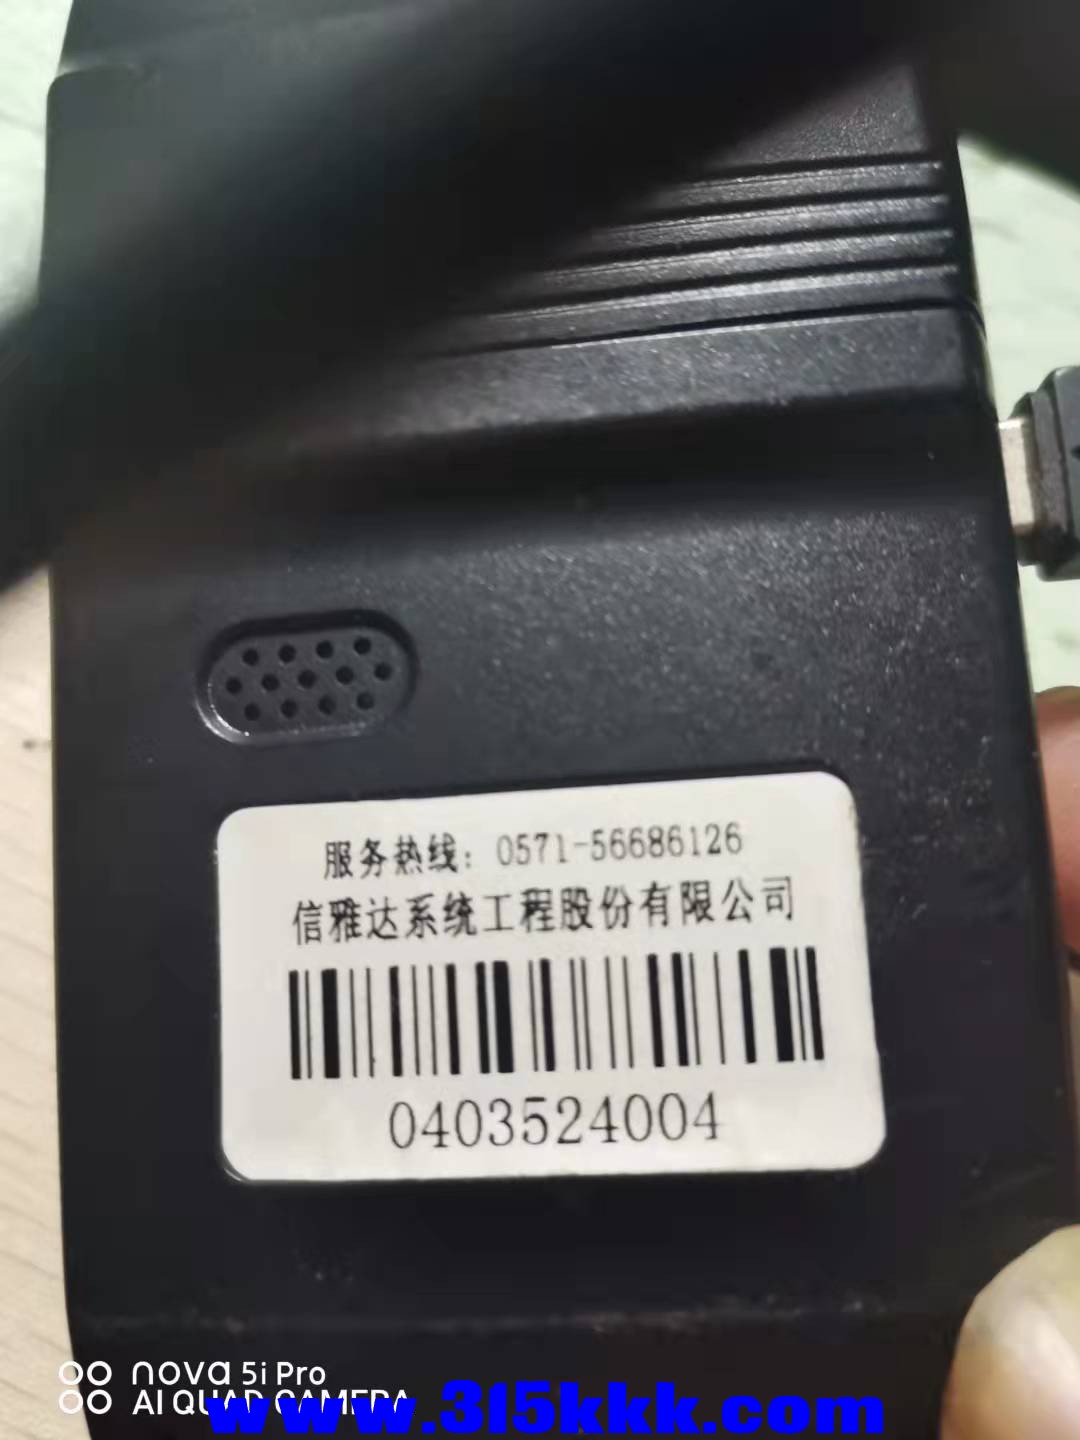 服务热线：0571-56686126
信雅达系统工程股份有限公司
0403524004
nova 5i Pro
AI QUAD CAMERA
www.315kkk.com